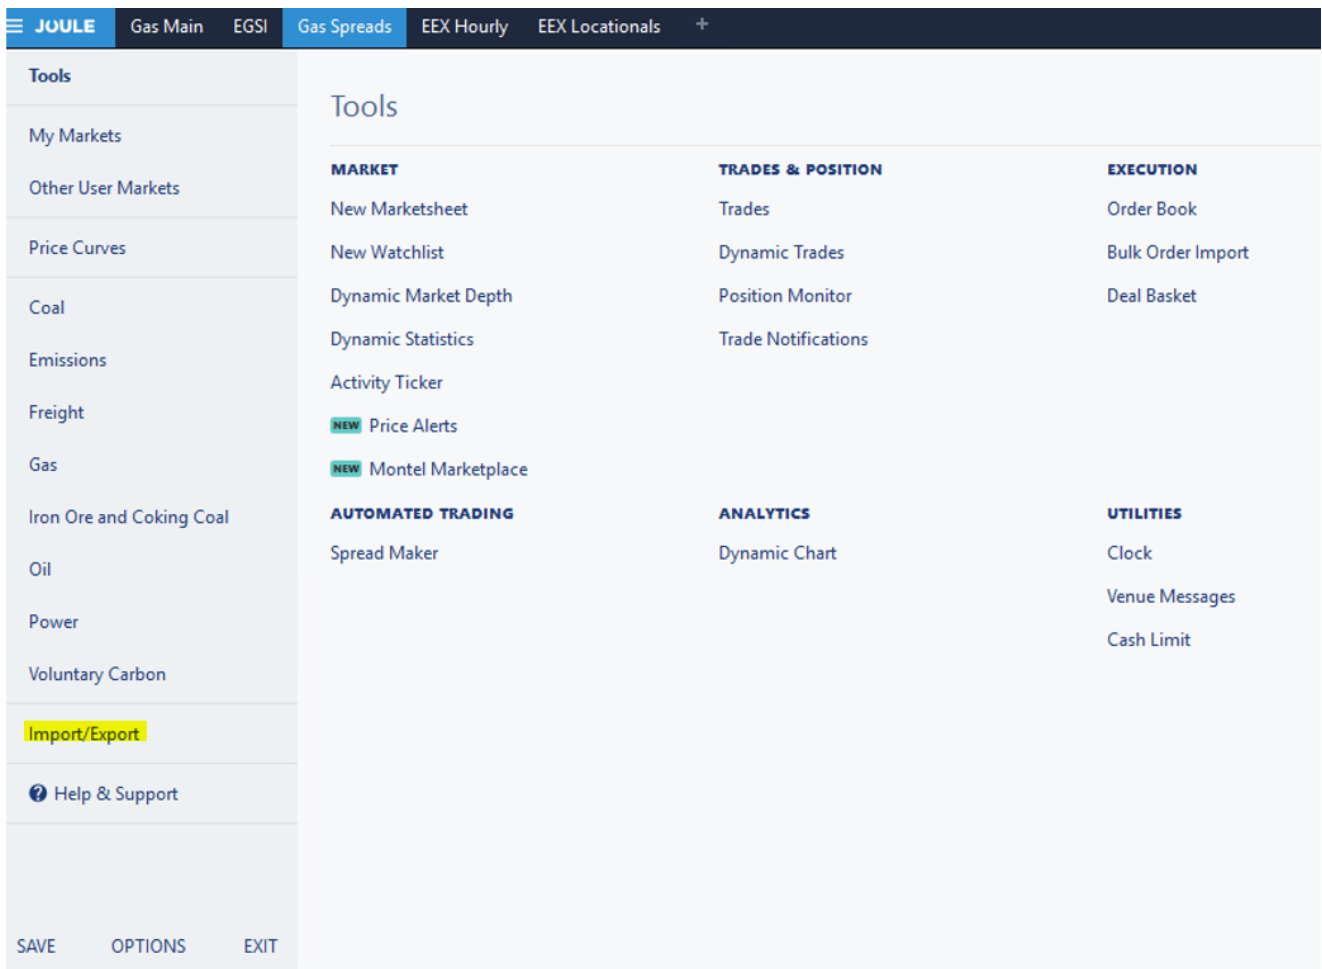 JOULE Gas Main EGSI Gas Spreads EEX Hourly EEX Locationals +
Tools
My Markets
Other User Markets
Price Curves
Coal
Emissions
Freight
Gas
Iron Ore and Coking Coal
Oil
Power
Voluntary Carbon
Import/Export
Help & Support
SAVE OPTIONS EXIT
Tools
MARKET
New Marketsheet
New Watchlist
Dynamic Market Depth
Dynamic Statistics
Activity Ticker
NEW Price Alerts
NEW Montel Marketplace
TRADES & POSITION
Trades
Dynamic Trades
Position Monitor
Trade Notifications
EXECUTION
Order Book
Bulk Order Import
Deal Basket
AUTOMATED TRADING
Spread Maker
ANALYTICS
Dynamic Chart
UTILITIES
Clock
Venue Messages
Cash Limit